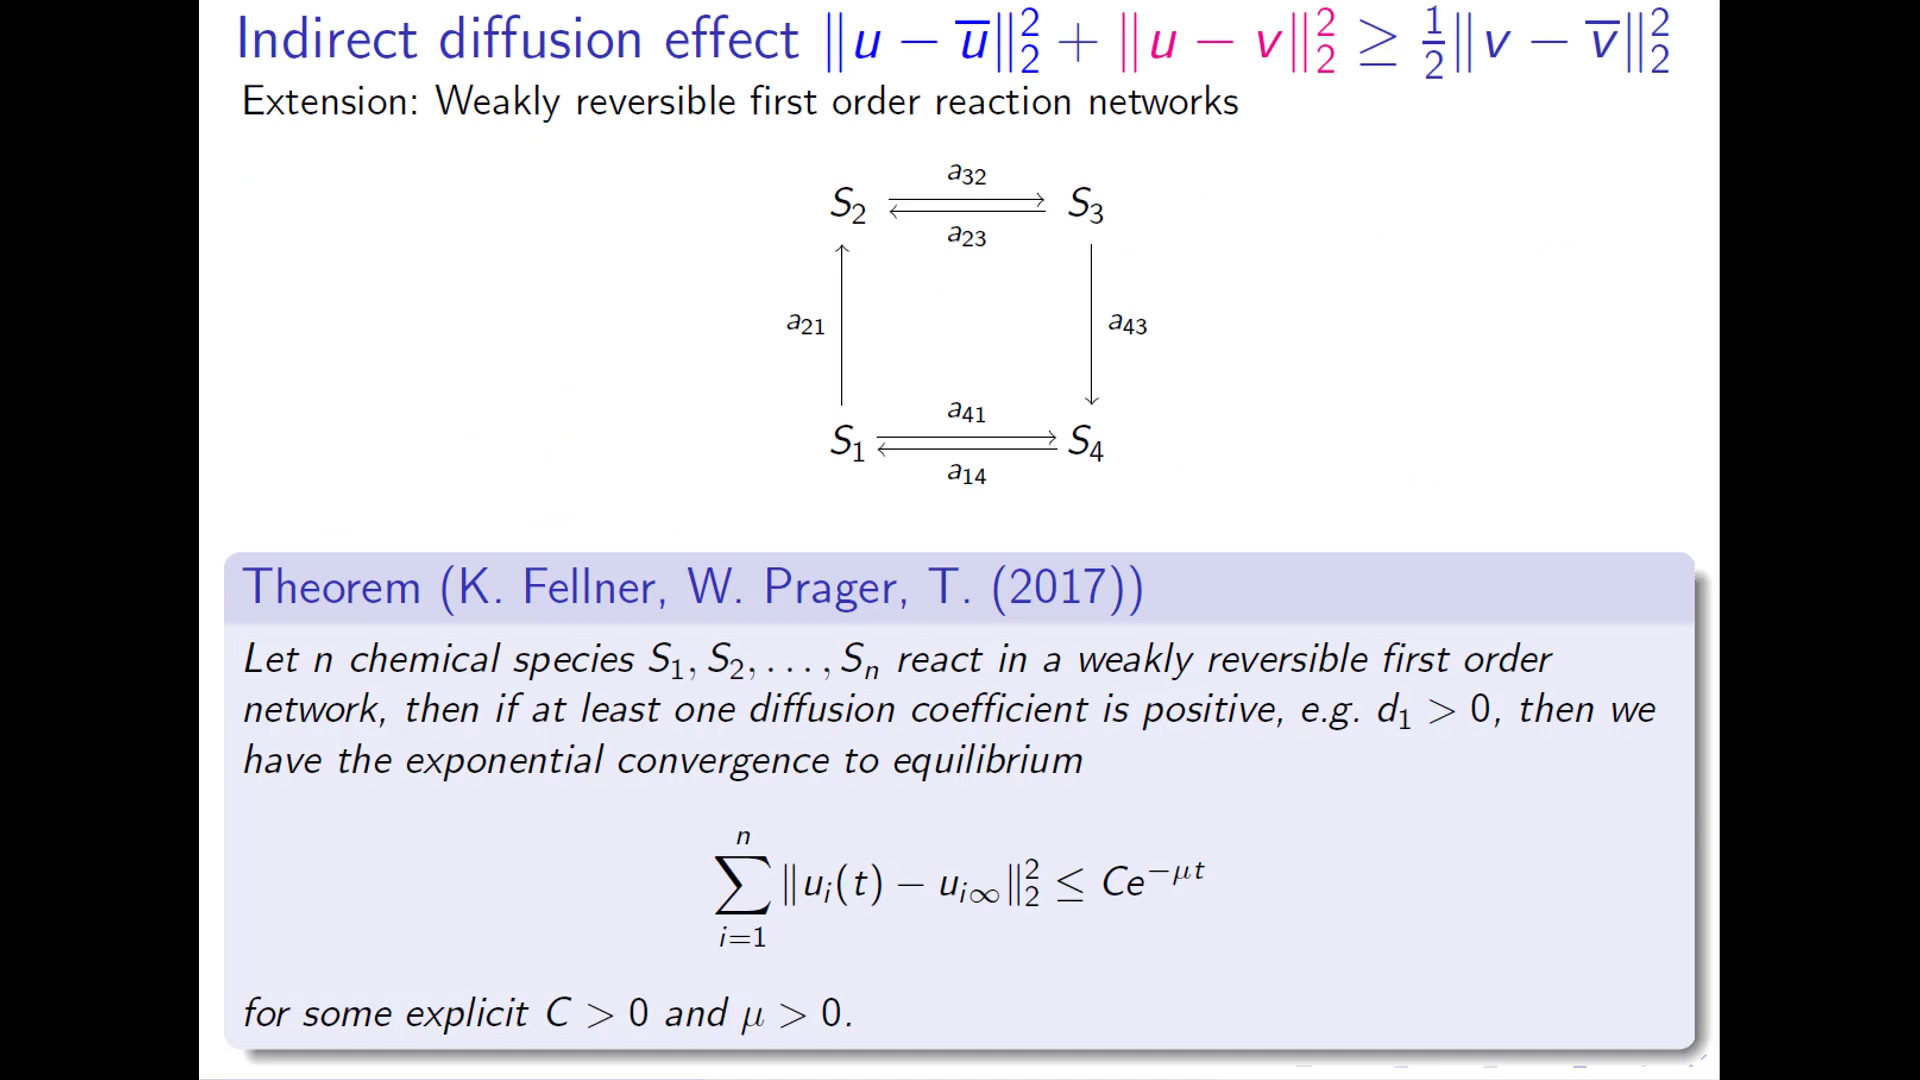 Indirect diffusion effect ‖u − u̅‖₂² + ‖u − v‖₂² ≥ ½‖v − v̅‖₂²
Extension: Weakly reversible first order reaction networks
a₃₂
S₂ S₃
a₂₃
a₂₁ a₄₃
a₄₁
S₁ S₄
a₁₄
Theorem (K. Fellner, W. Prager, T. (2017))
Let n chemical species S₁, S₂, . . . , Sₙ react in a weakly reversible first order
network, then if at least one diffusion coefficient is positive, e.g. d₁ > 0, then we
have the exponential convergence to equilibrium
∑ᵢ₌₁ⁿ ‖uᵢ(t) − uᵢ∞‖₂² ≤ Ce^{−μt}
for some explicit C > 0 and μ > 0.